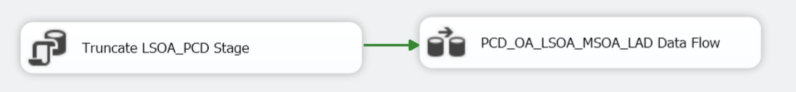 Truncate LSOA_PCD Stage
PCD_OA_LSOA_MSOA_LAD Data Flow